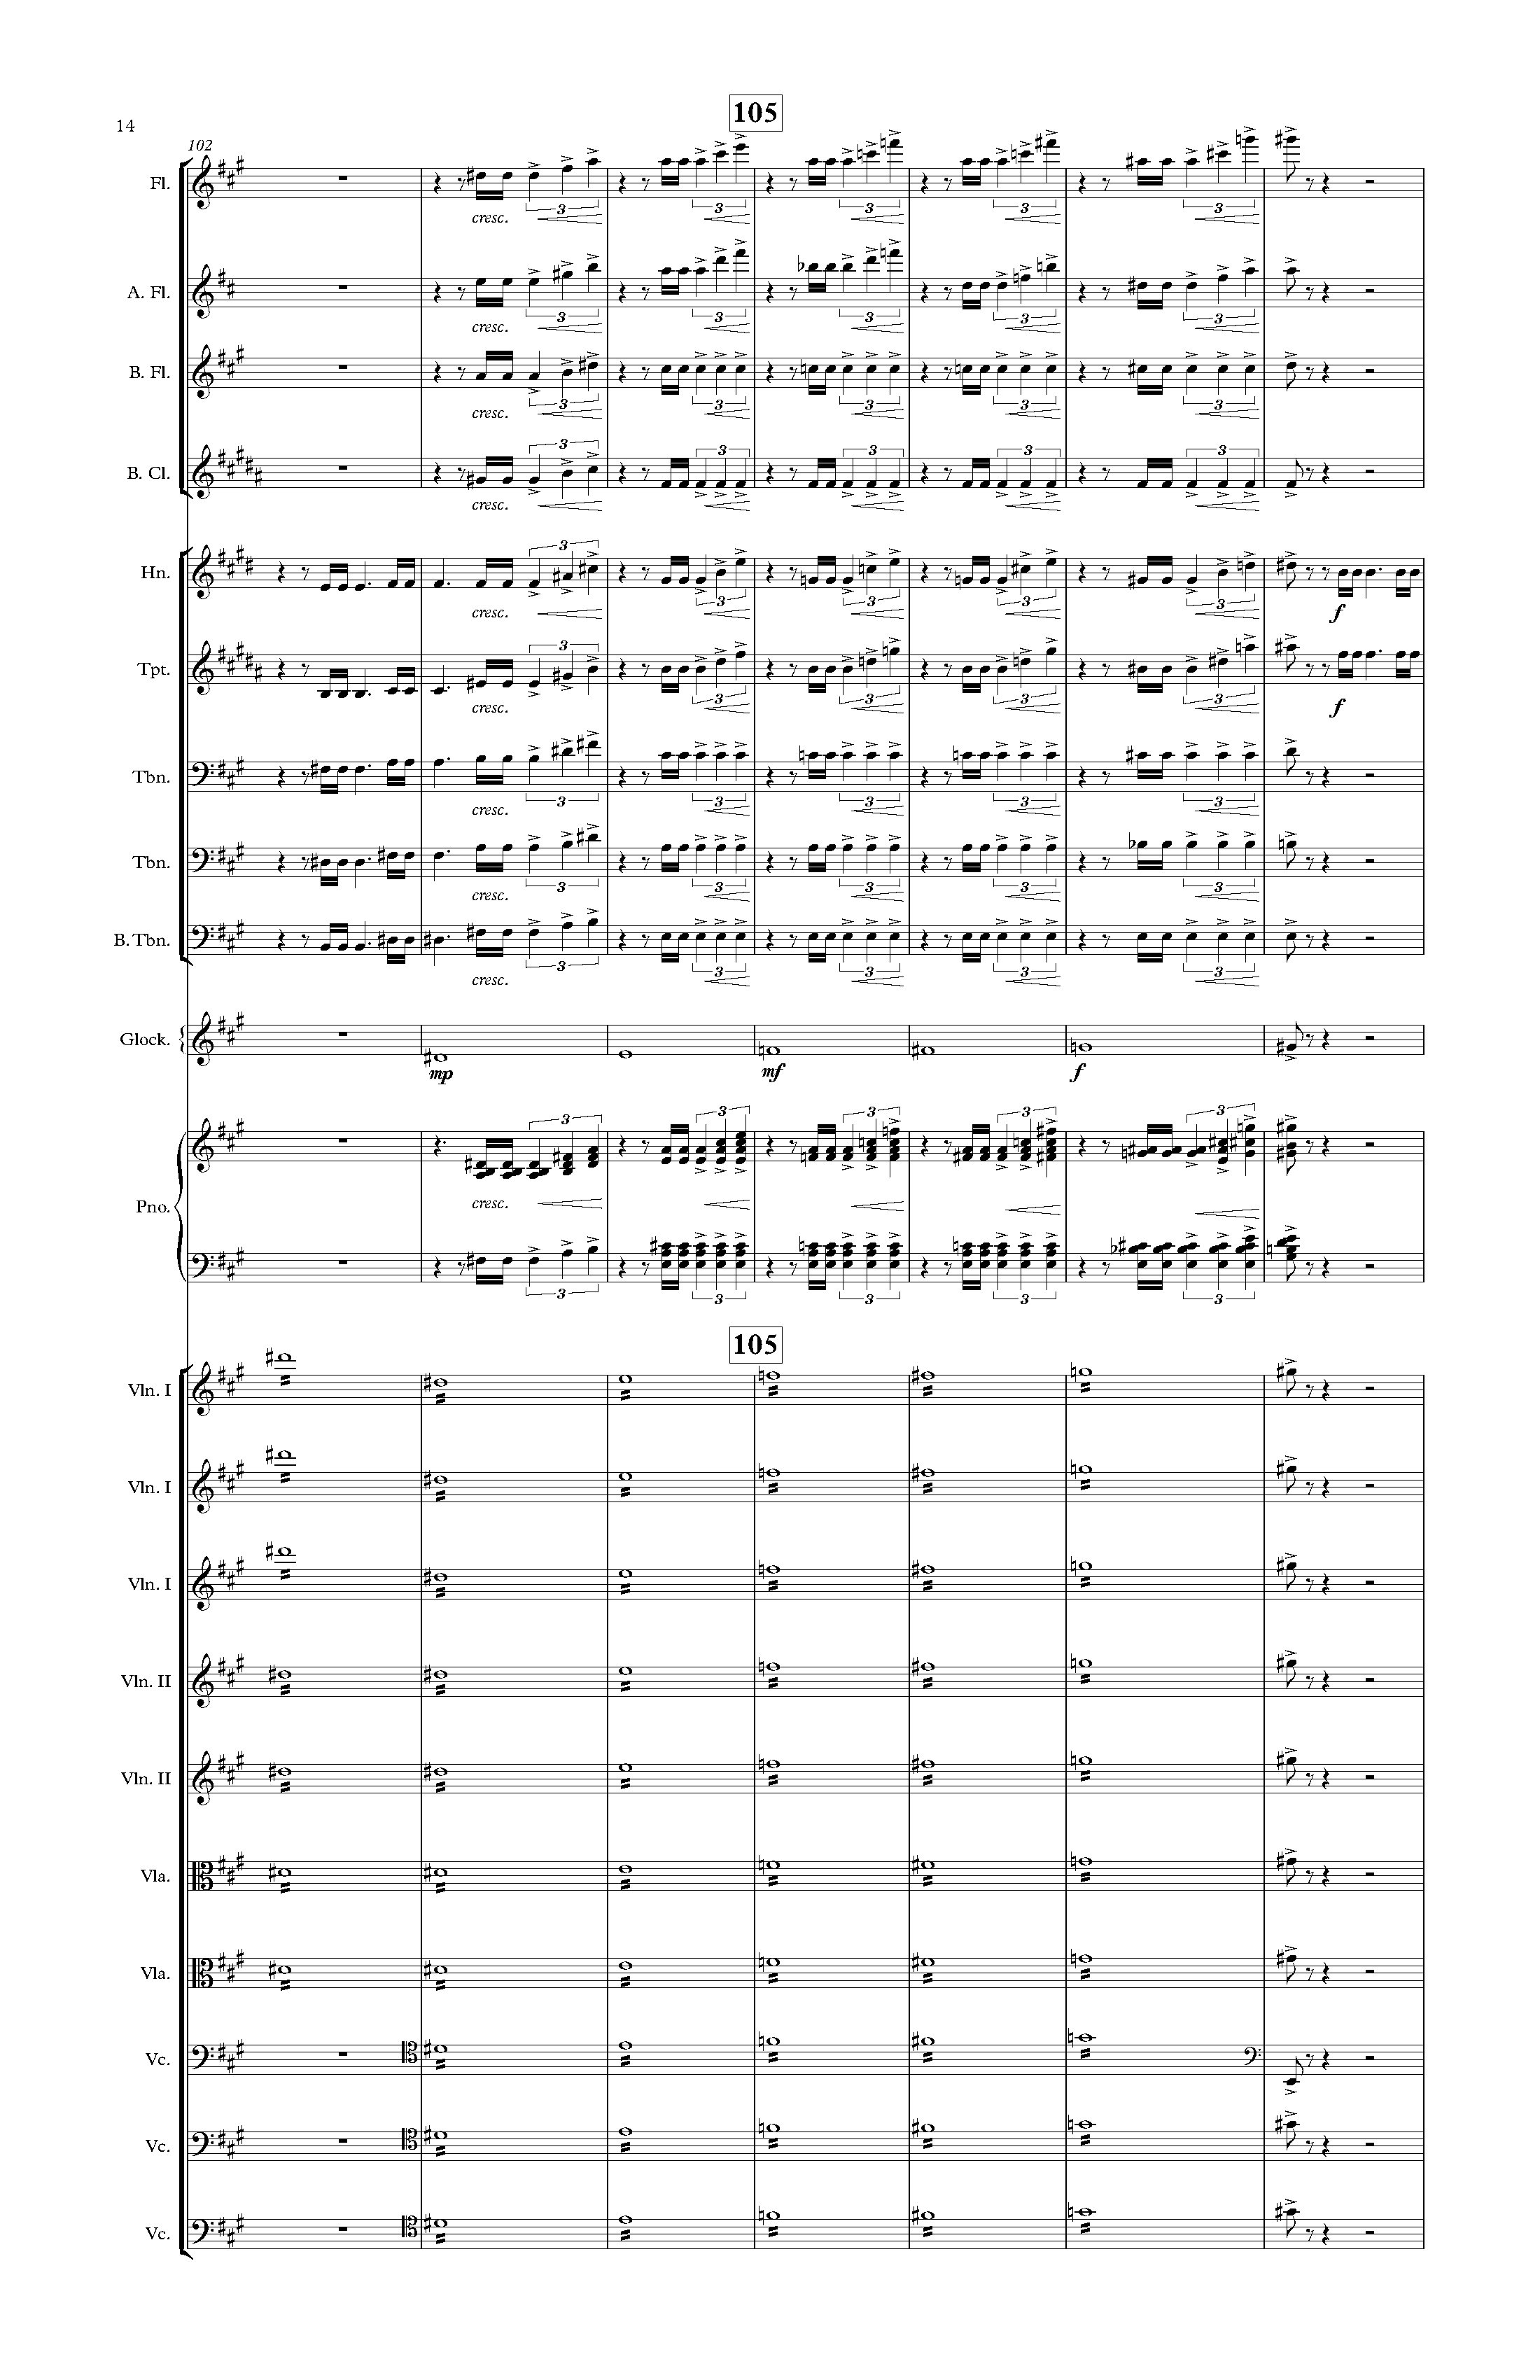 105
14
102
Fl.
cresc. 3 3 3 3 3
A. Fl.
cresc. 3 3 3 3 3
B. Fl.
cresc. 3 3 3 3 3
B. Cl.
3 3 3 3 3
cresc.
Hn.
3
cresc. 3 3 3 3 f
Tpt.
3
cresc. 3 3 3 3 f
Tbn.
cresc. 3 3 3 3 3
Tbn.
cresc. 3 3 3 3 3
B. Tbn.
cresc. 3 3 3 3 3
Glock.
mp mf f
3 3 3 3 3
Pno.
cresc.
3 3 3 3 3
105
Vln. I
Vln. I
Vln. I
Vln. II
Vln. II
Vla.
Vla.
Vc.
Vc.
Vc.